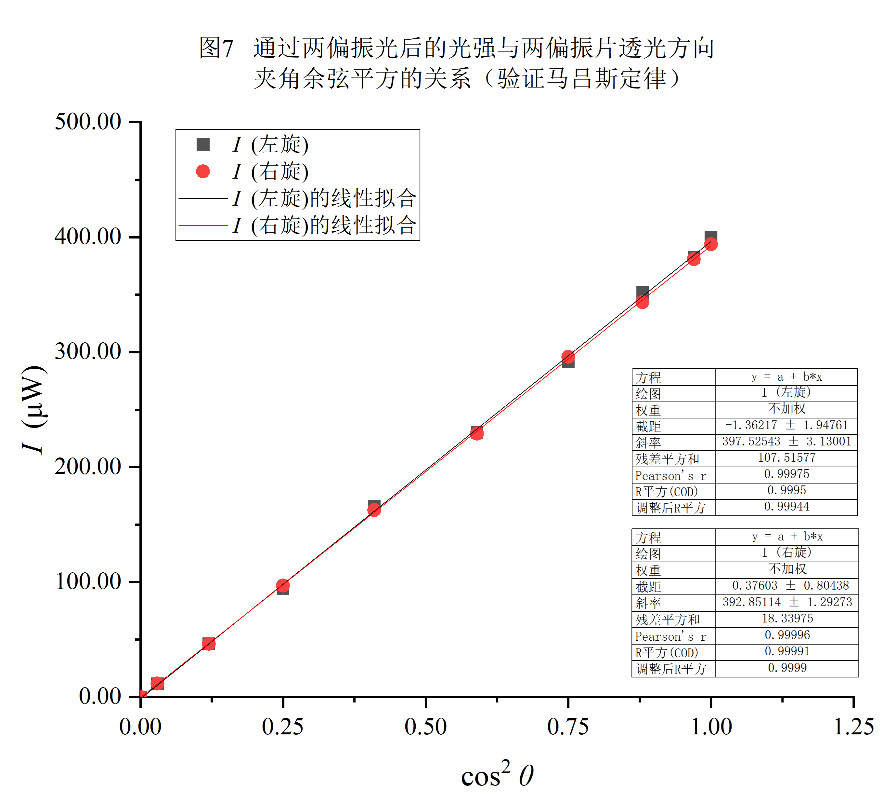 图7 通过两偏振光后的光强与两偏振片透光方向
夹角余弦平方的关系（验证马吕斯定律）
500.00
400.00
300.00
200.00
100.00
0.00
I (μW)
I (左旋)
I (右旋)
I (左旋)的线性拟合
I (右旋)的线性拟合
方程 y = a + b*x
绘图 I (左旋)
权重 不加权
截距 -1.36217 ± 1.94761
斜率 397.52543 ± 3.13001
残差平方和 107.51577
Pearson's r 0.99975
R平方(COD) 0.9995
调整后R平方 0.99944
方程 y = a + b*x
绘图 I (右旋)
权重 不加权
截距 0.37603 ± 0.80438
斜率 392.85114 ± 1.29273
残差平方和 18.33975
Pearson's r 0.99996
R平方(COD) 0.99991
调整后R平方 0.9999
0.00 0.25 0.50 0.75 1.00 1.25
cos² θ